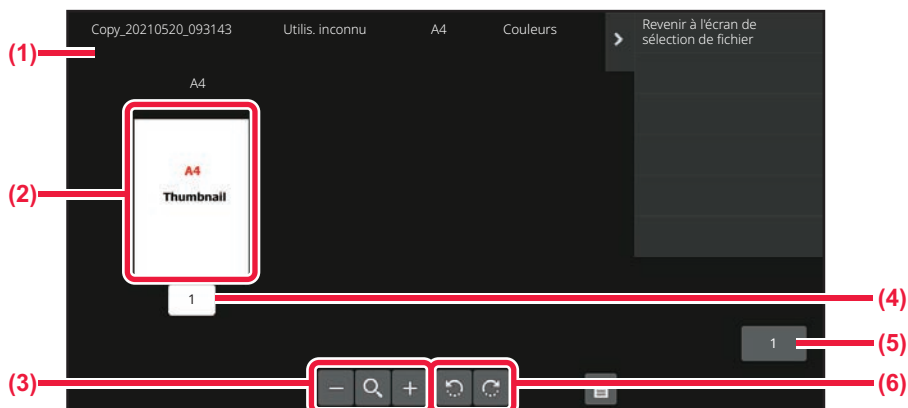 Copy_20210520_093143 Utilis. inconnu A4 Couleurs
Revenir à l'écran de
sélection de fichier
(1)
A4
(2)
A4
Thumbnail
1
(4)
1
(5)
(3)
(6)